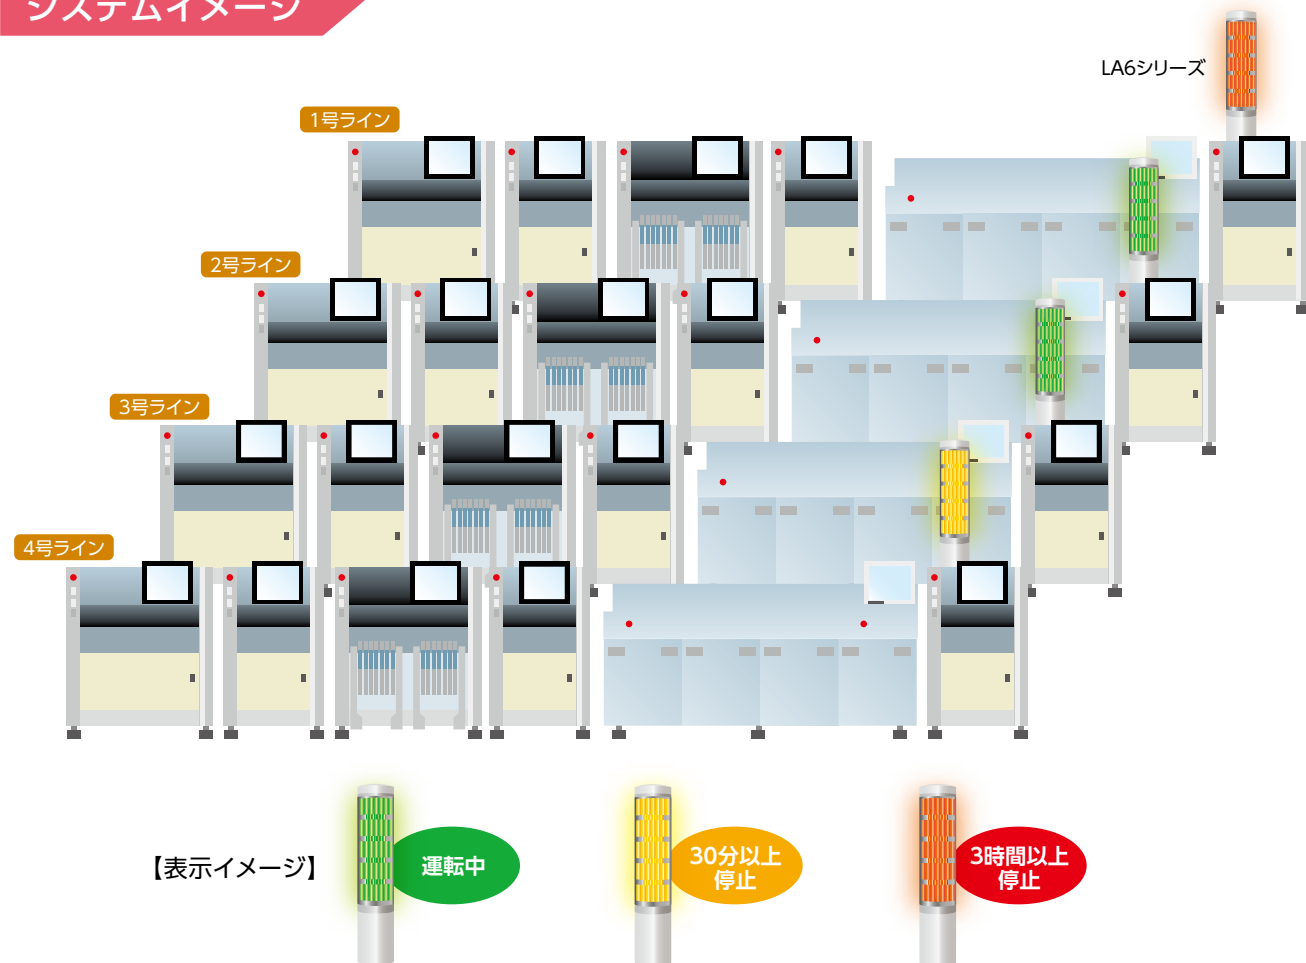 システムイメージ
LA6シリーズ
1号ライン
2号ライン
3号ライン
4号ライン
【表示イメージ】
運転中
30分以上
停止
3時間以上
停止